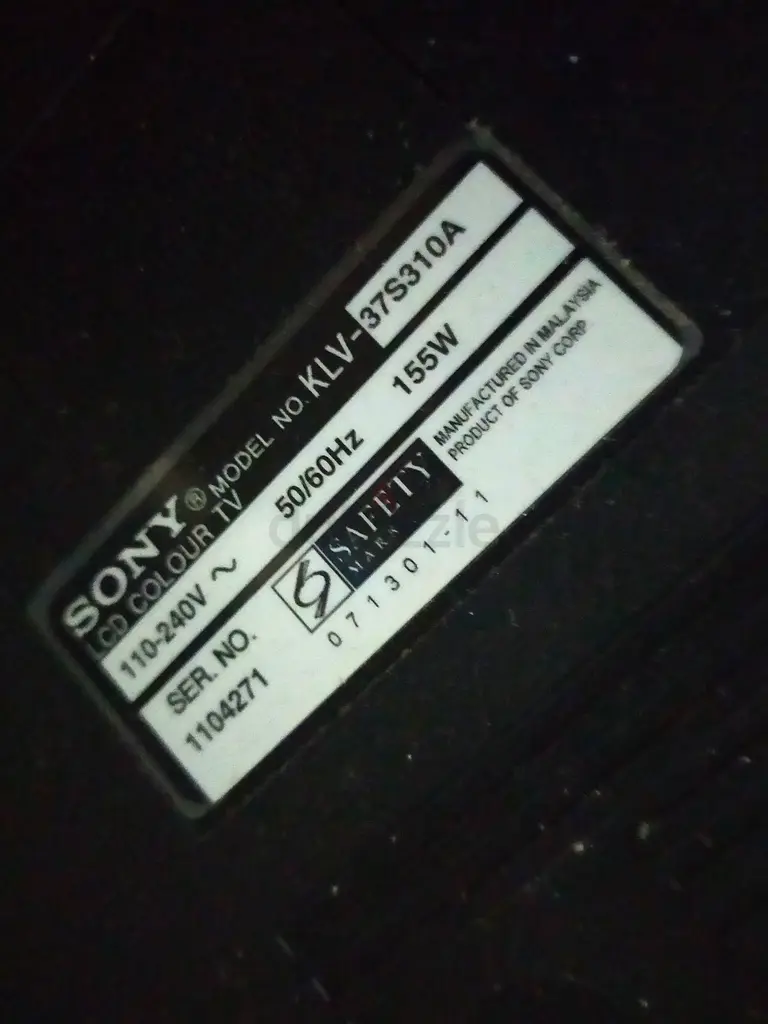 SONY® MODEL NO. KLV-37S310A
LCD COLOUR TV
110-240V ~ 50/60Hz 155W
SER. NO.
1104271
SAFETY
MARK
071301-11
MANUFACTURED IN MALAYSIA
PRODUCT OF SONY CORP